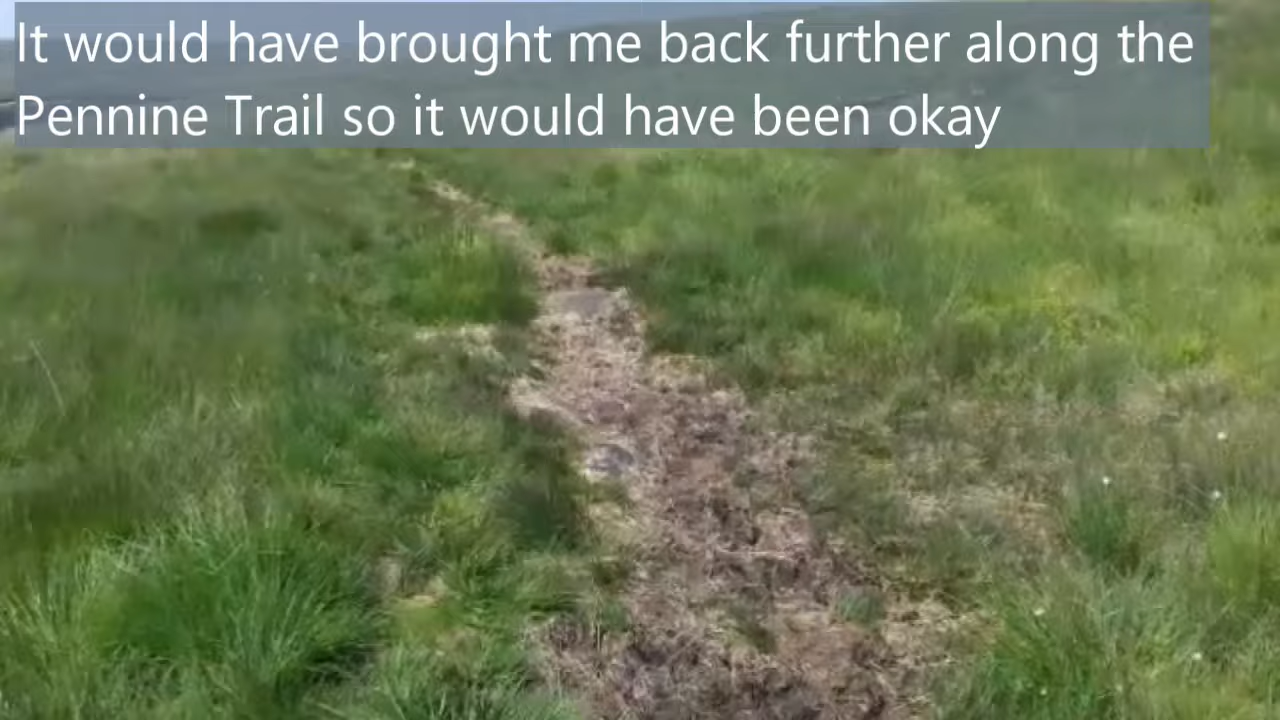 It would have brought me back further along the
Pennine Trail so it would have been okay